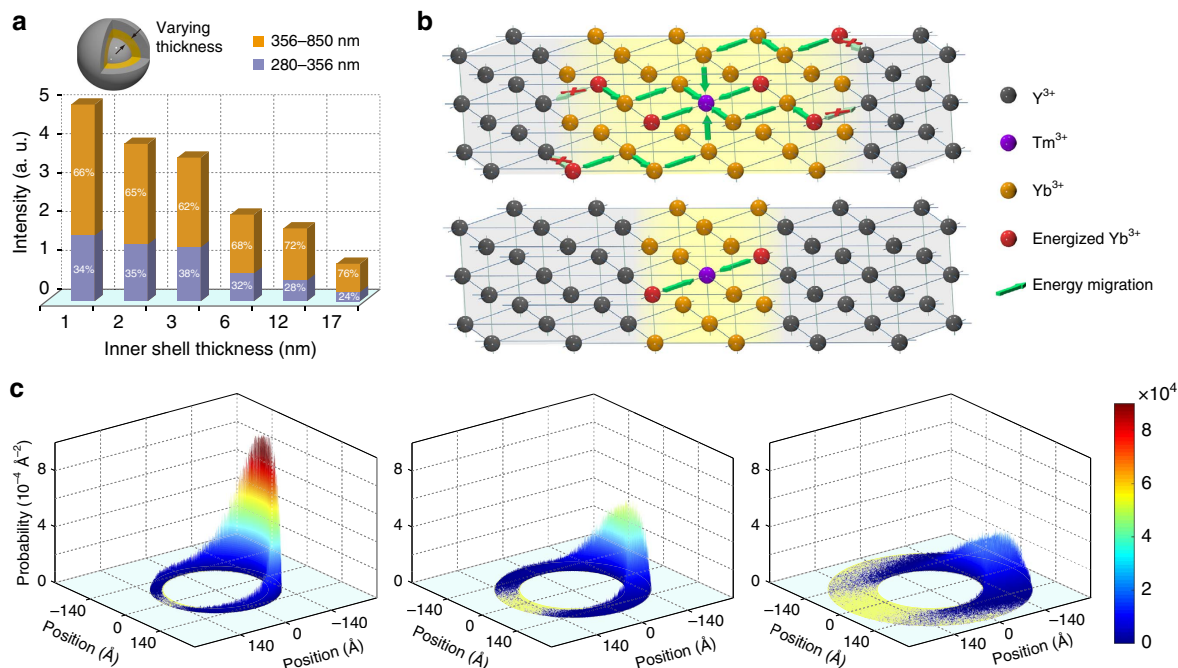 a
Varying
thickness
356–850 nm
280–356 nm
Intensity (a. u.)
5
4
3
2
1
0
66%
34%
65%
35%
62%
38%
68%
32%
72%
28%
76%
24%
1 2 3 6 12 17
Inner shell thickness (nm)
b
Y³⁺
Tm³⁺
Yb³⁺
Energized Yb³⁺
Energy migration
c
Probability (10⁻⁴ Å⁻²)
8
4
0
−140
0
140
Position (Å)
140
0
−140
Position (Å)
8
4
0
−140
0
140
Position (Å)
140
0
−140
Position (Å)
8
4
0
−140
0
140
Position (Å)
140
0
−140
Position (Å)
×10⁴
8
6
4
2
0